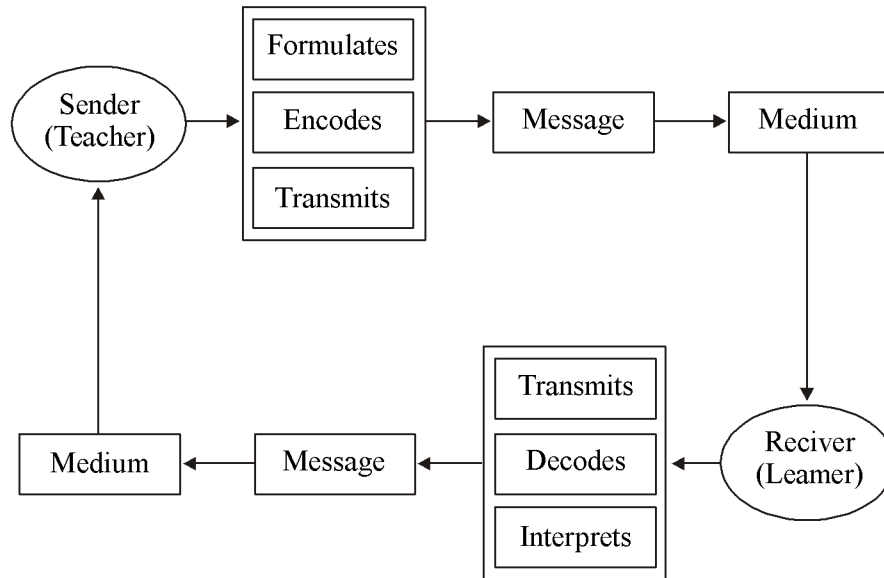 Formulates
Sender
(Teacher)
Encodes
Message
Medium
Transmits
Transmits
Reciver
(Leamer)
Medium
Message
Decodes
Interprets